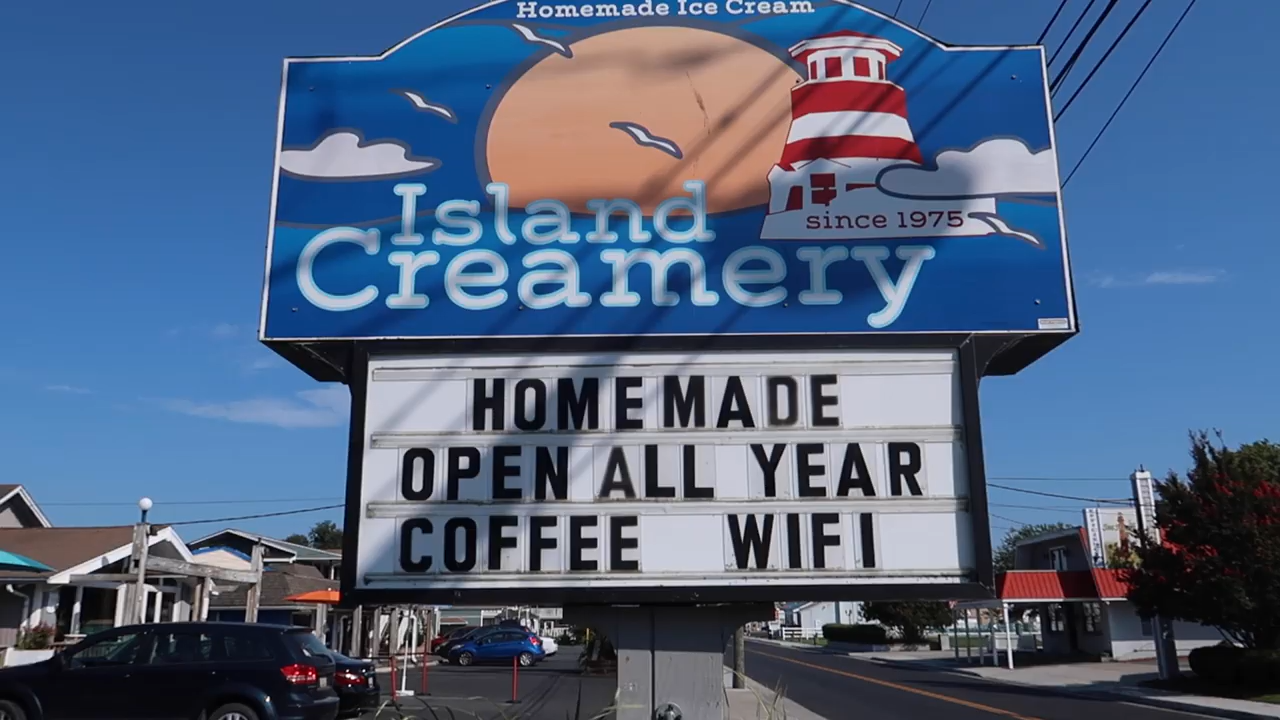 Homemade Ice Cream
Island
Creamery
since 1975
HOMEMADE
OPEN ALL YEAR
COFFEE WIFI